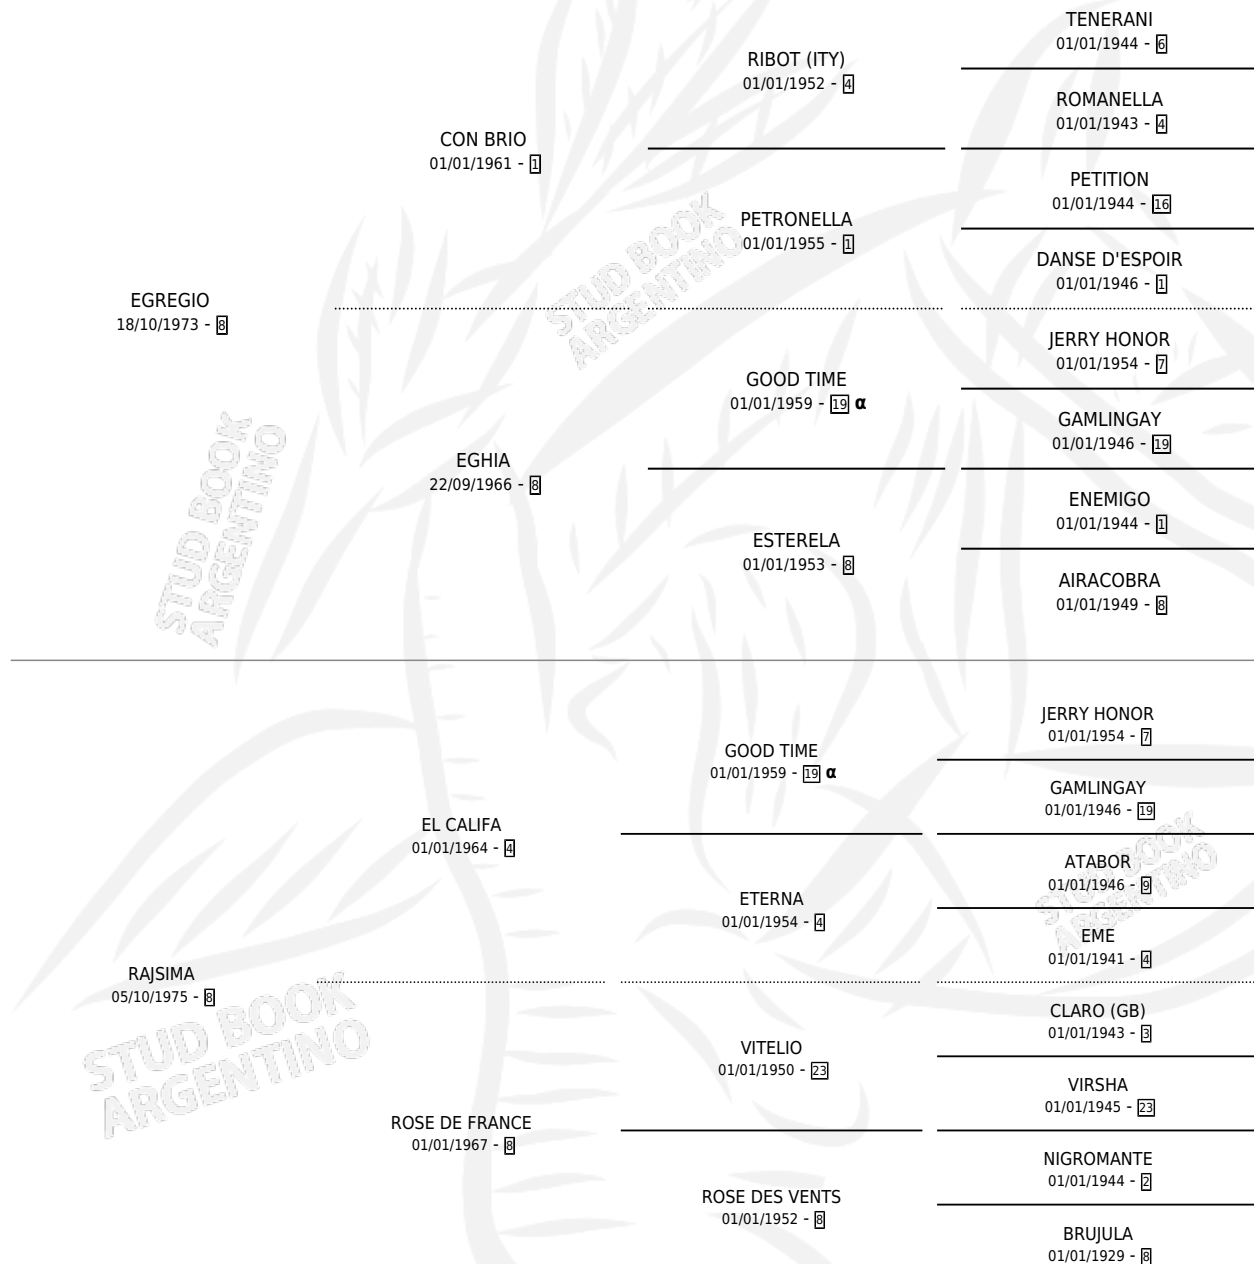 TENERANI
01/01/1944 - 6
RIBOT (ITY)
01/01/1952 - 4
ROMANELLA
01/01/1943 - 4
CON BRIO
01/01/1961 - 1
PETITION
01/01/1944 - 16
PETRONELLA
01/01/1955 - 1
DANSE D'ESPOIR
01/01/1946 - 1
EGREGIO
18/10/1973 - 8
JERRY HONOR
01/01/1954 - 7
GOOD TIME
01/01/1959 - 19 α
GAMLINGAY
01/01/1946 - 19
EGHIA
22/09/1966 - 8
ENEMIGO
01/01/1944 - 1
ESTERELA
01/01/1953 - 8
AIRACOBRA
01/01/1949 - 8
JERRY HONOR
01/01/1954 - 7
GOOD TIME
01/01/1959 - 19 α
GAMLINGAY
01/01/1946 - 19
EL CALIFA
01/01/1964 - 4
ATABOR
01/01/1946 - 9
ETERNA
01/01/1954 - 4
EME
01/01/1941 - 4
RAJSIMA
05/10/1975 - 8
CLARO (GB)
01/01/1943 - 3
VITELIO
01/01/1950 - 23
VIRSHA
01/01/1945 - 23
ROSE DE FRANCE
01/01/1967 - 8
NIGROMANTE
01/01/1944 - 2
ROSE DES VENTS
01/01/1952 - 8
BRUJULA
01/01/1929 - 8
STUD BOOK
ARGENTINO
STUD BOOK
ARGENTINO
STUD BOOK
ARGENTINO
STUD BOOK
ARGENTINO